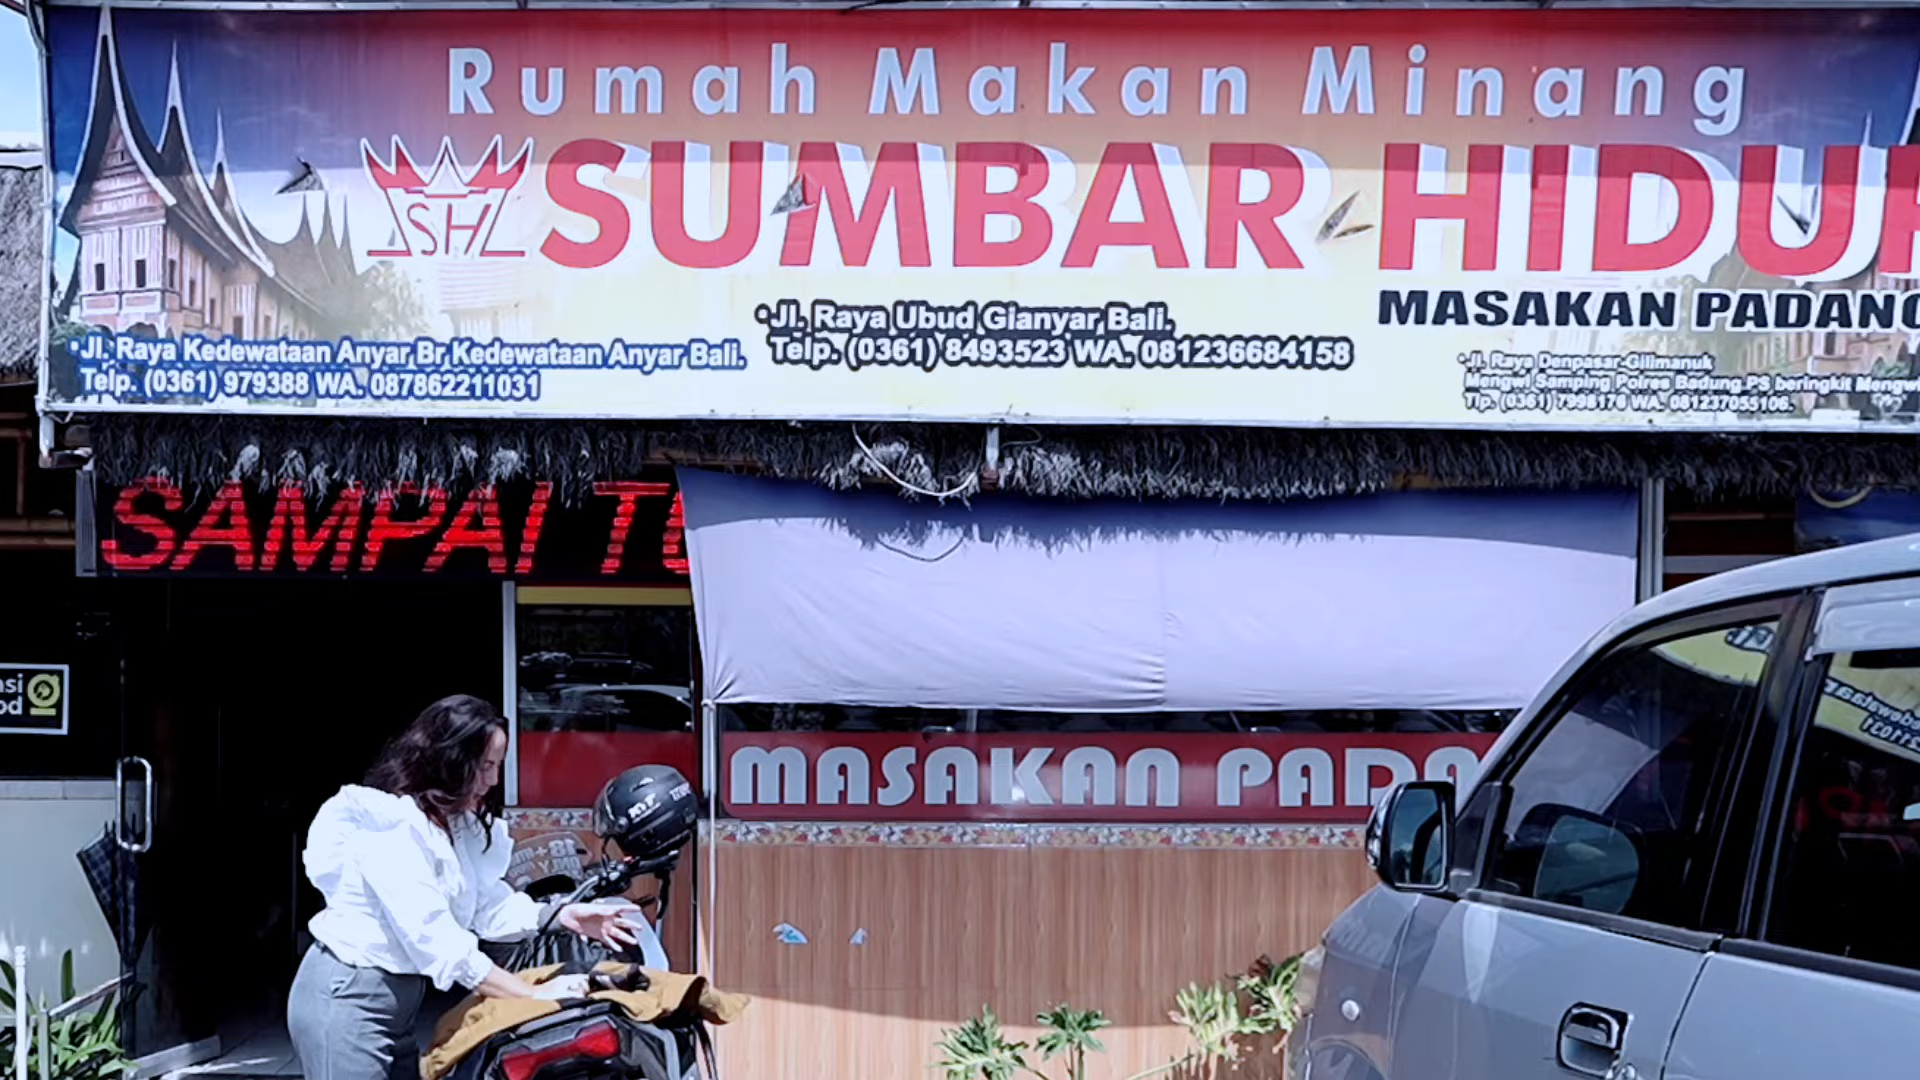 Rumah Makan Minang
SH
SUMBAR HIDUP
MASAKAN PADANG
•Jl. Raya Kedewataan Anyar Br Kedewataan Anyar Bali.
Telp. (0361) 979388 WA. 087862211031
•Jl. Raya Ubud Gianyar Bali.
Telp. (0361) 8493523 WA. 081236684158
•Jl. Raya Denpasar-Gilimanuk
Mengwi Samping Polres Badung PS beringkit Mengwi
Tlp. (0361) 7998176 WA. 081237055106.
SAMPAI TU
MASAKAN PADA